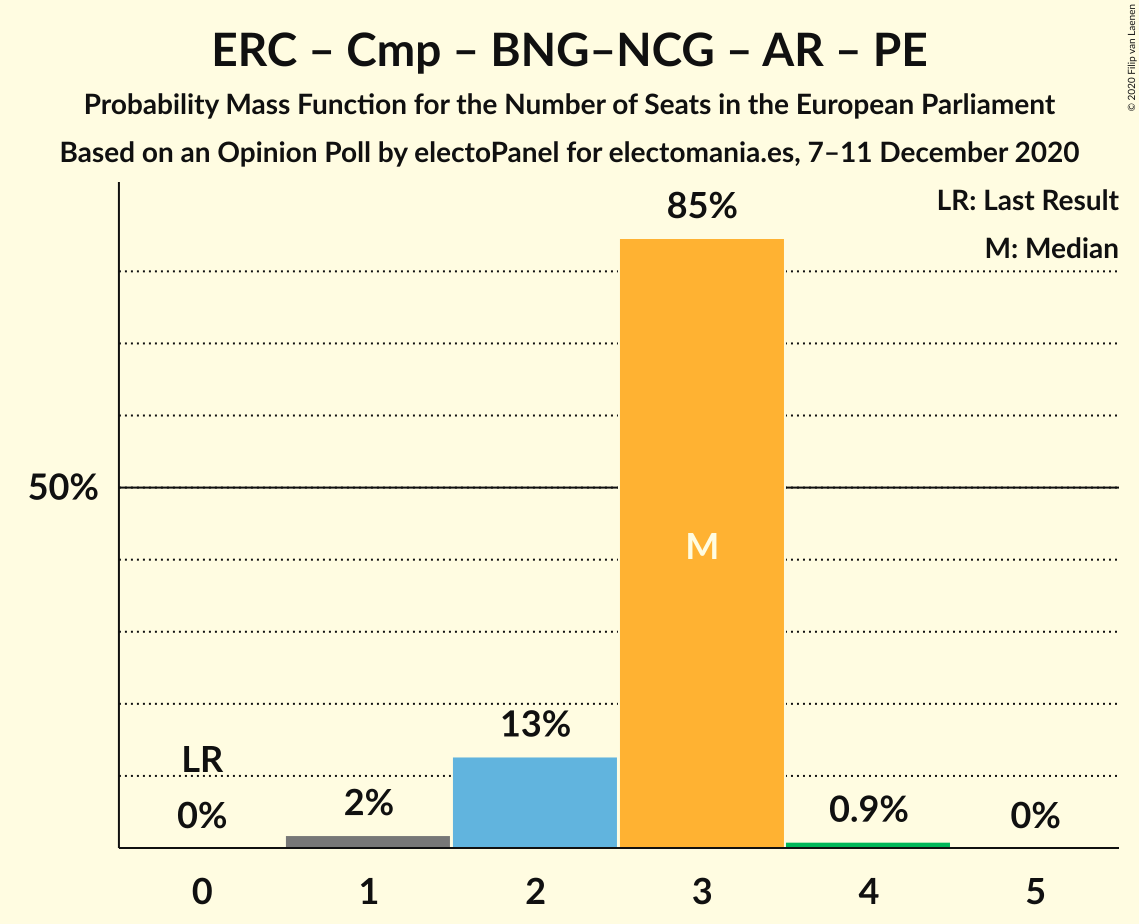 ERC – Cmp – BNG–NCG – AR – PE
Probability Mass Function for the Number of Seats in the European Parliament
Based on an Opinion Poll by electoPanel for electomania.es, 7–11 December 2020
© 2020 Filip van Laenen
LR: Last Result
M: Median
85%
50%
M
13%
LR
0%
2%
0.9%
0%
0 1 2 3 4 5